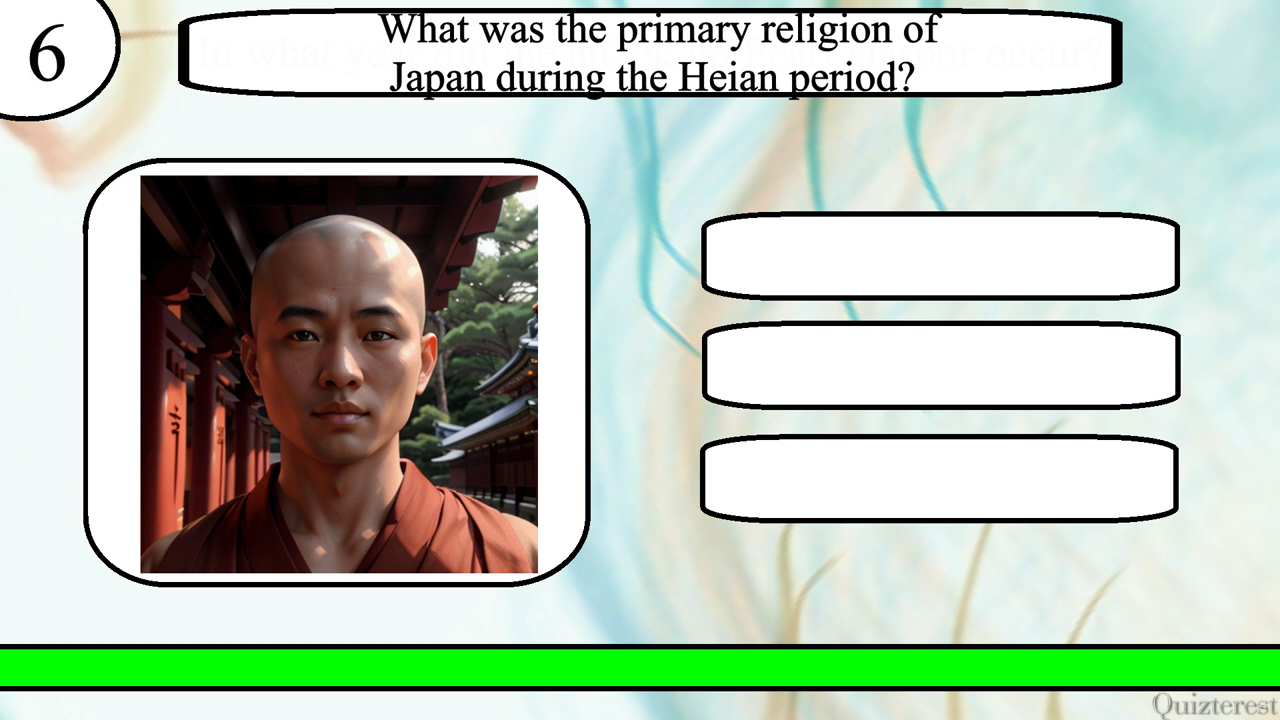 6
What was the primary religion of
Japan during the Heian period?
Quizterest